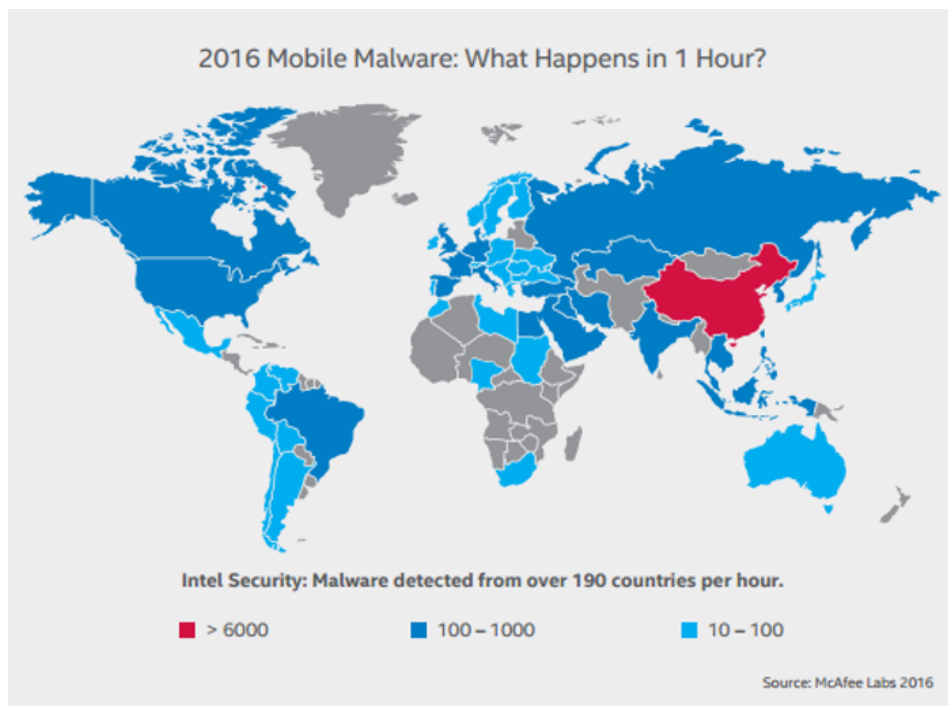 2016 Mobile Malware: What Happens in 1 Hour?
Intel Security: Malware detected from over 190 countries per hour.
> 6000
100 – 1000
10 – 100
Source: McAfee Labs 2016